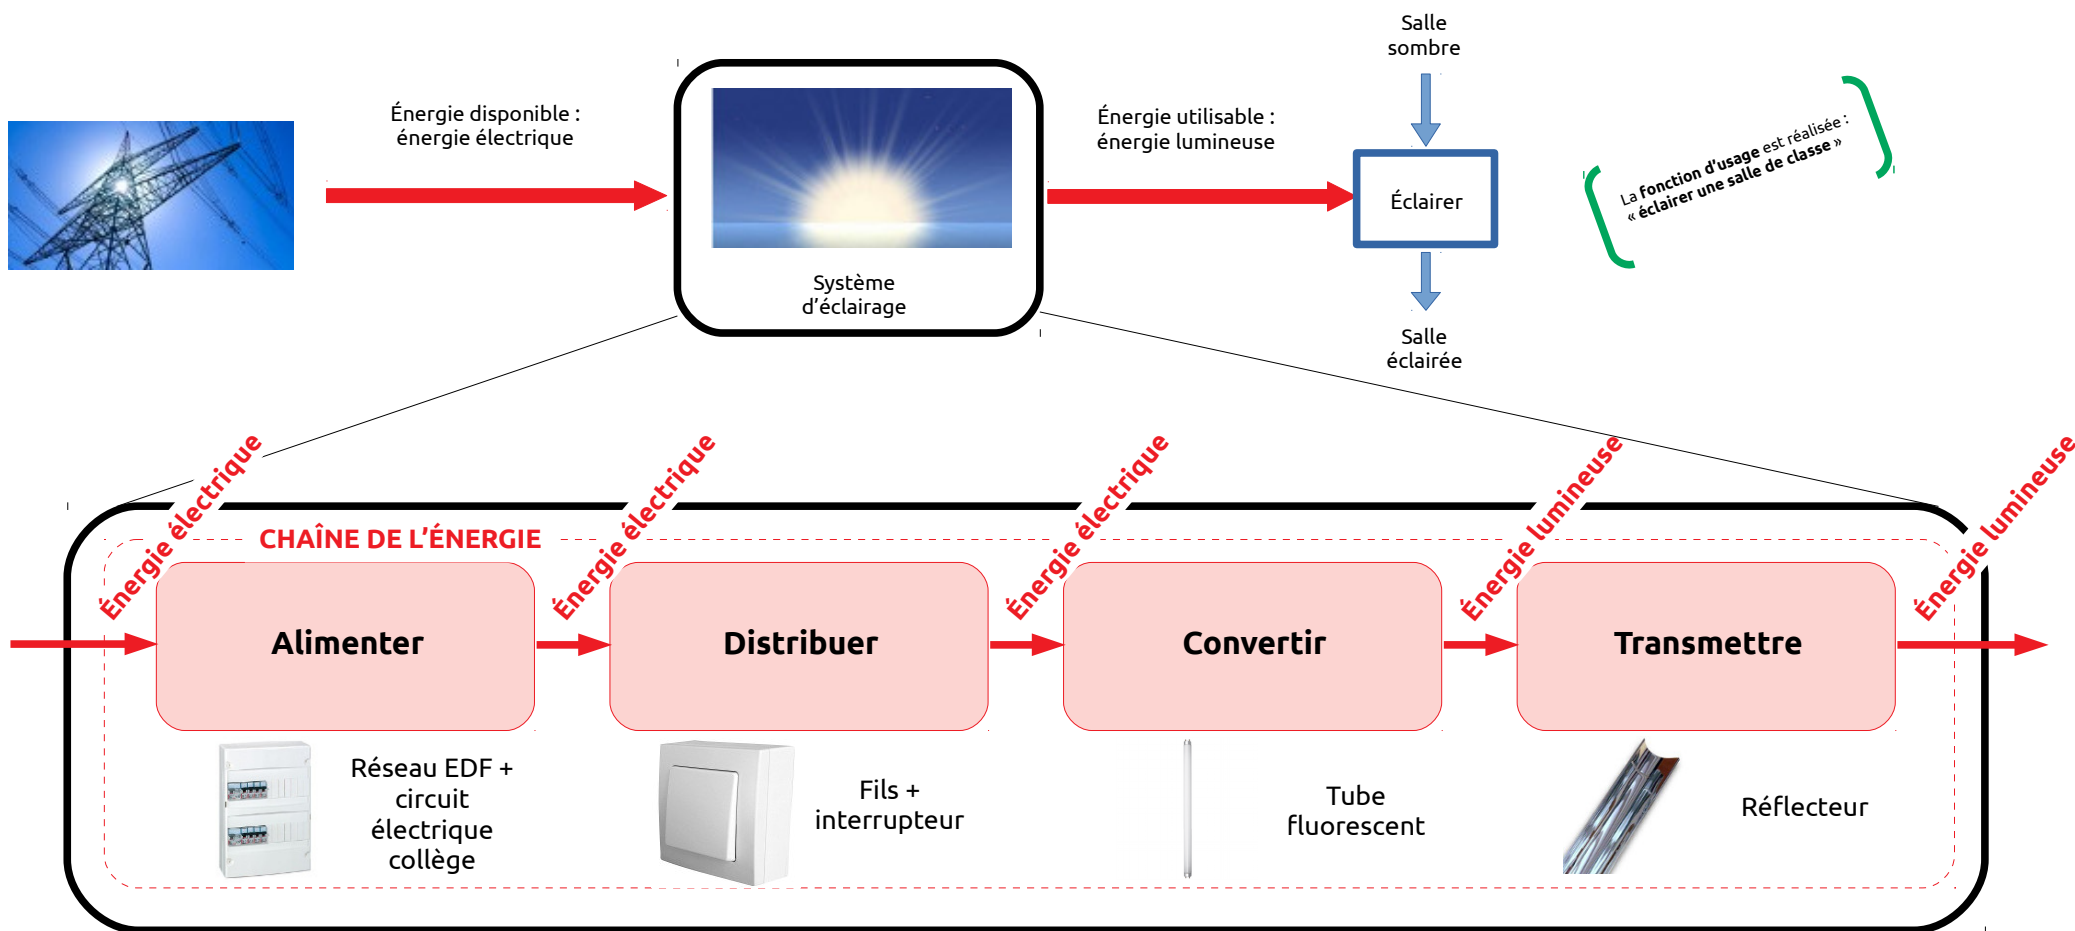 Salle
sombre
Énergie disponible :
énergie électrique
Énergie utilisable :
énergie lumineuse
Éclairer
La fonction d'usage est réalisée :
« éclairer une salle de classe »
Système
d'éclairage
Salle
éclairée
Énergie électrique
Énergie électrique
Énergie électrique
Énergie lumineuse
Énergie lumineuse
CHAÎNE DE L'ÉNERGIE
Alimenter
Distribuer
Convertir
Transmettre
Réseau EDF +
circuit
électrique
collège
Fils +
interrupteur
Tube
fluorescent
Réflecteur